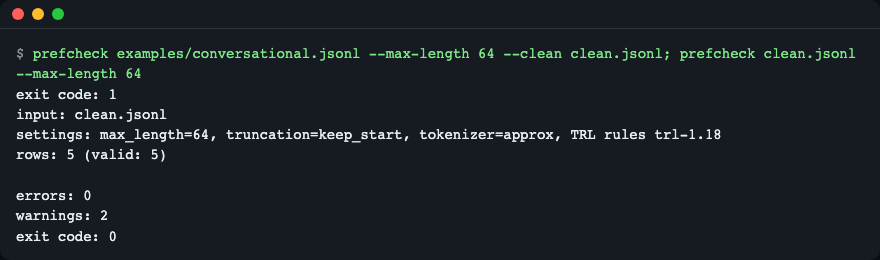 $ prefcheck examples/conversational.jsonl --max-length 64 --clean clean.jsonl; prefcheck clean.jsonl
--max-length 64
exit code: 1
input: clean.jsonl
settings: max_length=64, truncation=keep_start, tokenizer=approx, TRL rules trl-1.18
rows: 5 (valid: 5)
errors: 0
warnings: 2
exit code: 0